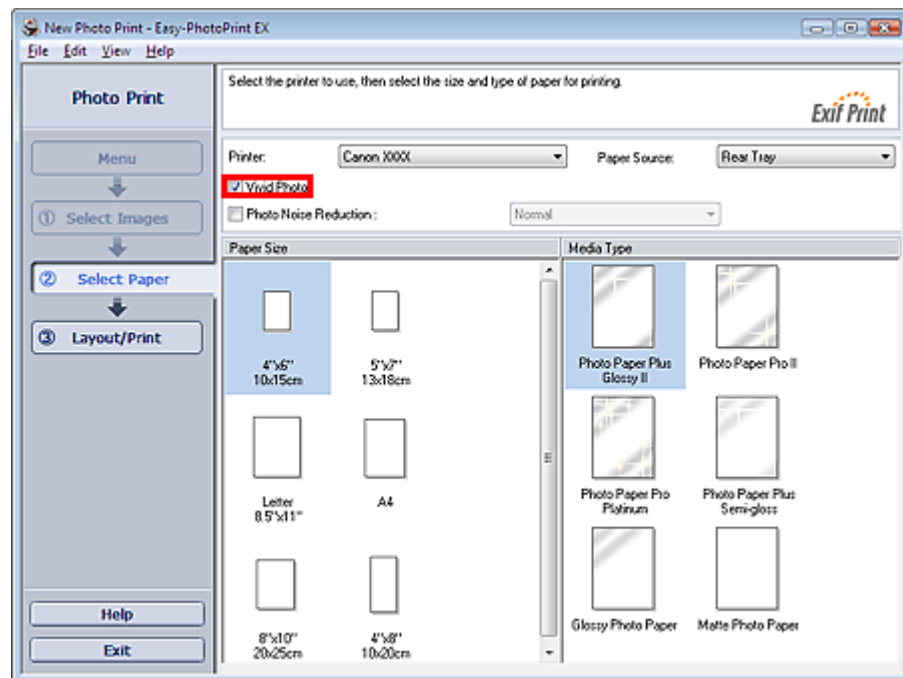 New Photo Print - Easy-PhotoPrint EX
File Edit View Help
Photo Print
Select the printer to use, then select the size and type of paper for printing.
Exif Print
Menu
① Select Images
② Select Paper
③ Layout/Print
Help
Exit
Printer: Canon XXXX Paper Source: Rear Tray
Vivid Photo
Photo Noise Reduction : Normal
Paper Size
4"x6"
10x15cm
5"x7"
13x18cm
Letter
8.5"x11"
A4
8"x10"
20x25cm
4"x8"
10x20cm
Media Type
Photo Paper Plus
Glossy II
Photo Paper Pro II
Photo Paper Pro
Platinum
Photo Paper Plus
Semi-gloss
Glossy Photo Paper
Matte Photo Paper